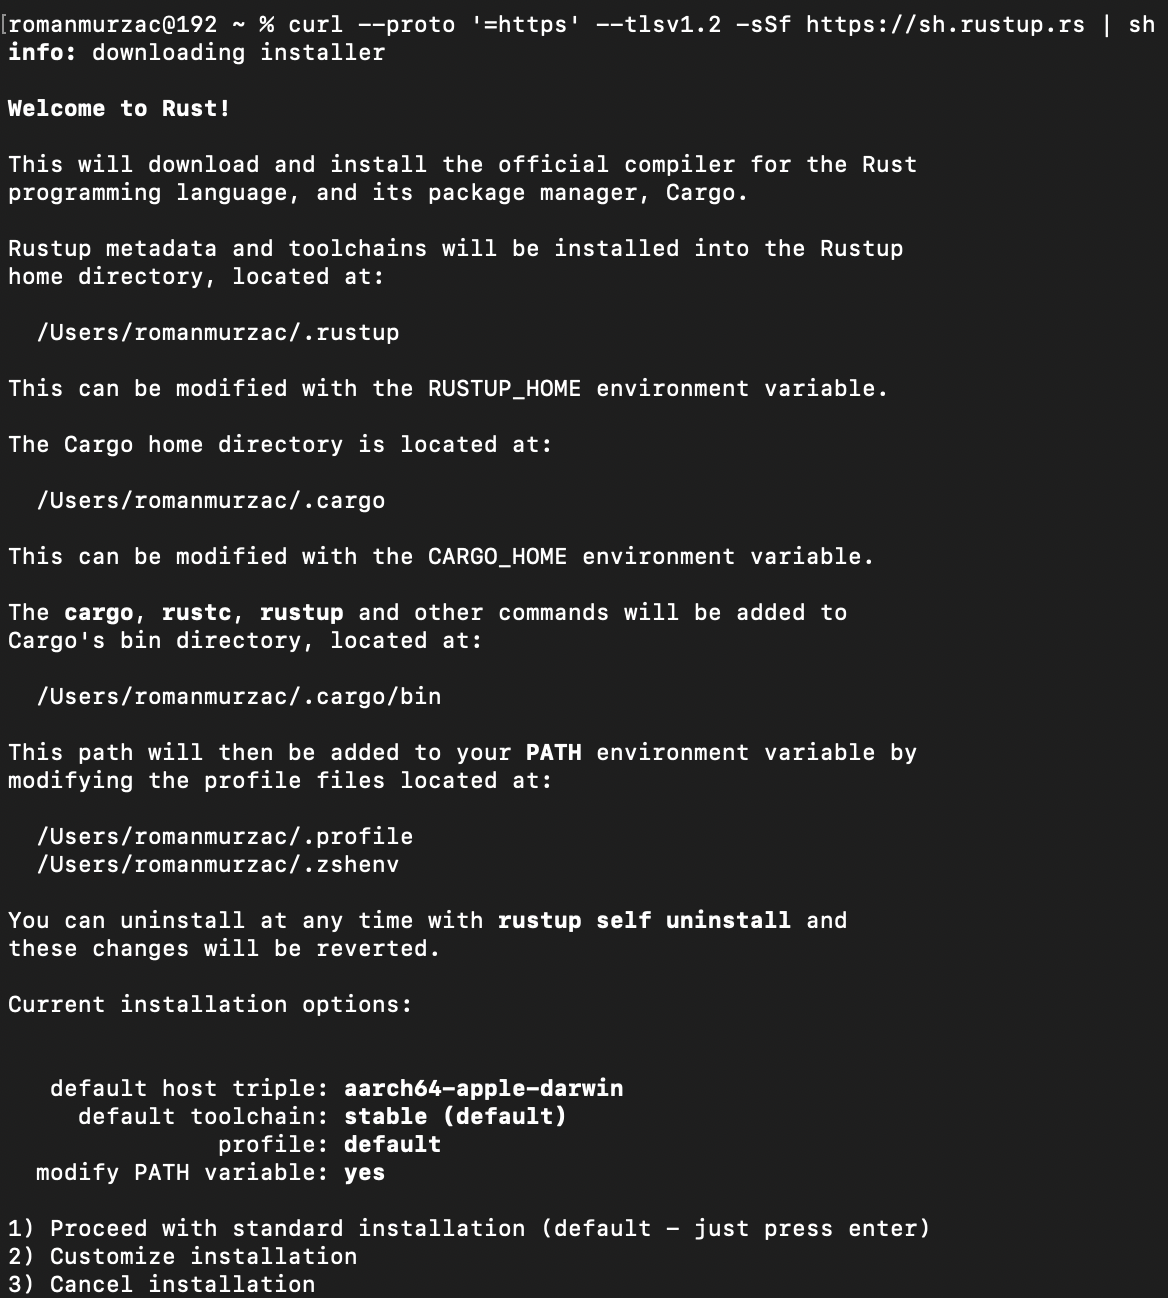 [romanmurzac@192 ~ % curl --proto '=https' --tlsv1.2 -sSf https://sh.rustup.rs | sh
info: downloading installer
Welcome to Rust!
This will download and install the official compiler for the Rust
programming language, and its package manager, Cargo.
Rustup metadata and toolchains will be installed into the Rustup
home directory, located at:
/Users/romanmurzac/.rustup
This can be modified with the RUSTUP_HOME environment variable.
The Cargo home directory is located at:
/Users/romanmurzac/.cargo
This can be modified with the CARGO_HOME environment variable.
The cargo, rustc, rustup and other commands will be added to
Cargo's bin directory, located at:
/Users/romanmurzac/.cargo/bin
This path will then be added to your PATH environment variable by
modifying the profile files located at:
/Users/romanmurzac/.profile
/Users/romanmurzac/.zshenv
You can uninstall at any time with rustup self uninstall and
these changes will be reverted.
Current installation options:
default host triple: aarch64-apple-darwin
default toolchain: stable (default)
profile: default
modify PATH variable: yes
1) Proceed with standard installation (default - just press enter)
2) Customize installation
3) Cancel installation